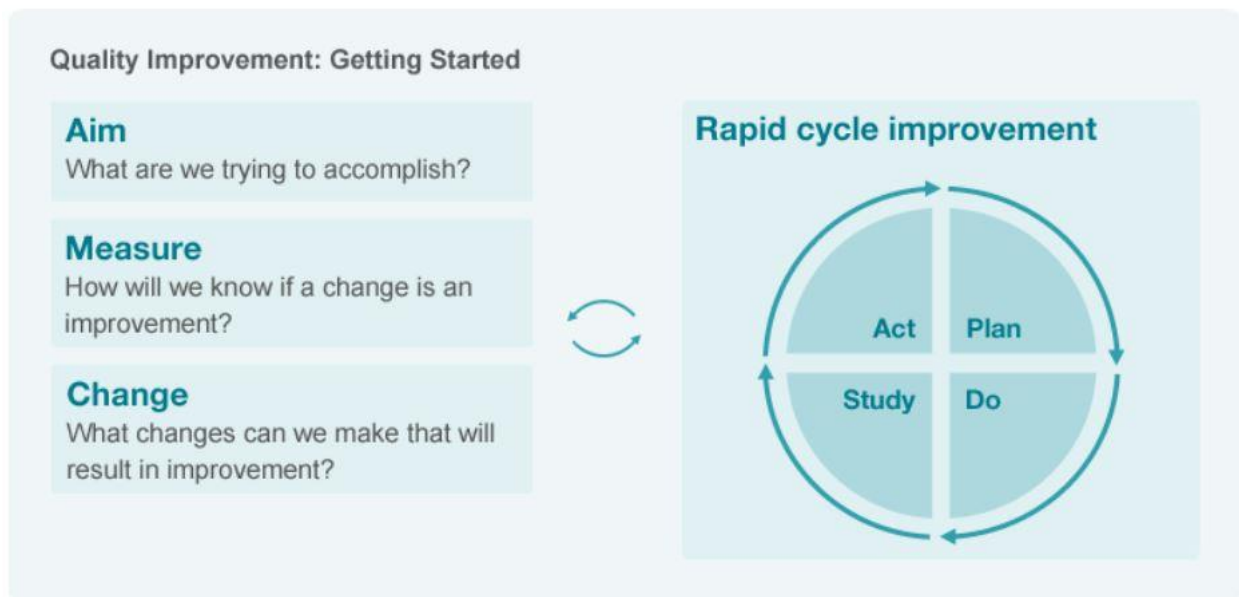 Quality Improvement: Getting Started
Aim
What are we trying to accomplish?
Measure
How will we know if a change is an
improvement?
Change
What changes can we make that will
result in improvement?
Rapid cycle improvement
Act
Plan
Study
Do